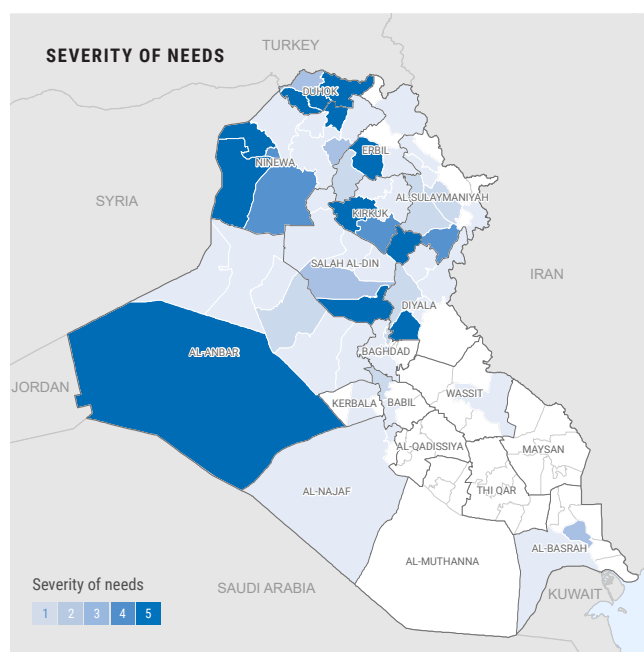 SEVERITY OF NEEDS
TURKEY
DUHOK
NINEWA
ERBIL
AL-SULAYMANIYAH
SYRIA
KIRKUK
SALAH AL-DIN
IRAN
DIYALA
AL-ANBAR
BAGHDAD
JORDAN
KERBALA
BABIL
WASSIT
AL-QADISSIYA
MAYSAN
AL-NAJAF
THI QAR
AL-BASRAH
AL-MUTHANNA
Severity of needs
SAUDI ARABIA
KUWAIT
1 2 3 4 5